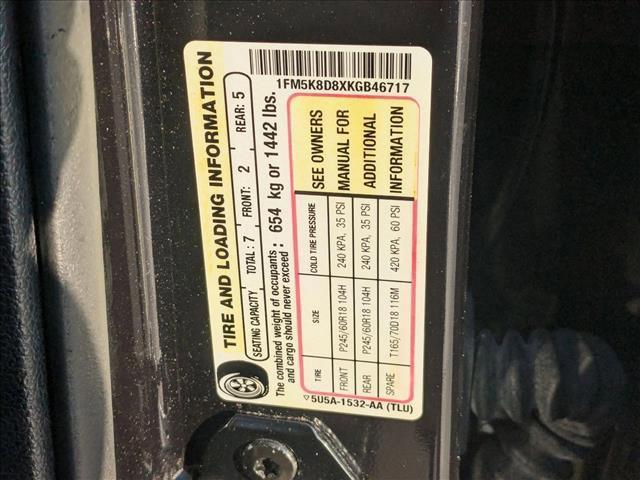 1FM5K8D8XKGB46717
TIRE AND LOADING INFORMATION
SEATING CAPACITY TOTAL: 7 FRONT: 2 REAR: 5
The combined weight of occupants and cargo should never exceed: 654 kg or 1442 lbs.
TIRE SIZE COLD TIRE PRESSURE SEE OWNERS
FRONT P245/60R18 104H 240 KPA, 35 PSI MANUAL FOR
REAR P245/60R18 104H 240 KPA, 35 PSI ADDITIONAL
SPARE T165/70D18 116M 420 KPA, 60 PSI INFORMATION
5U5A-1532-AA (TLU)